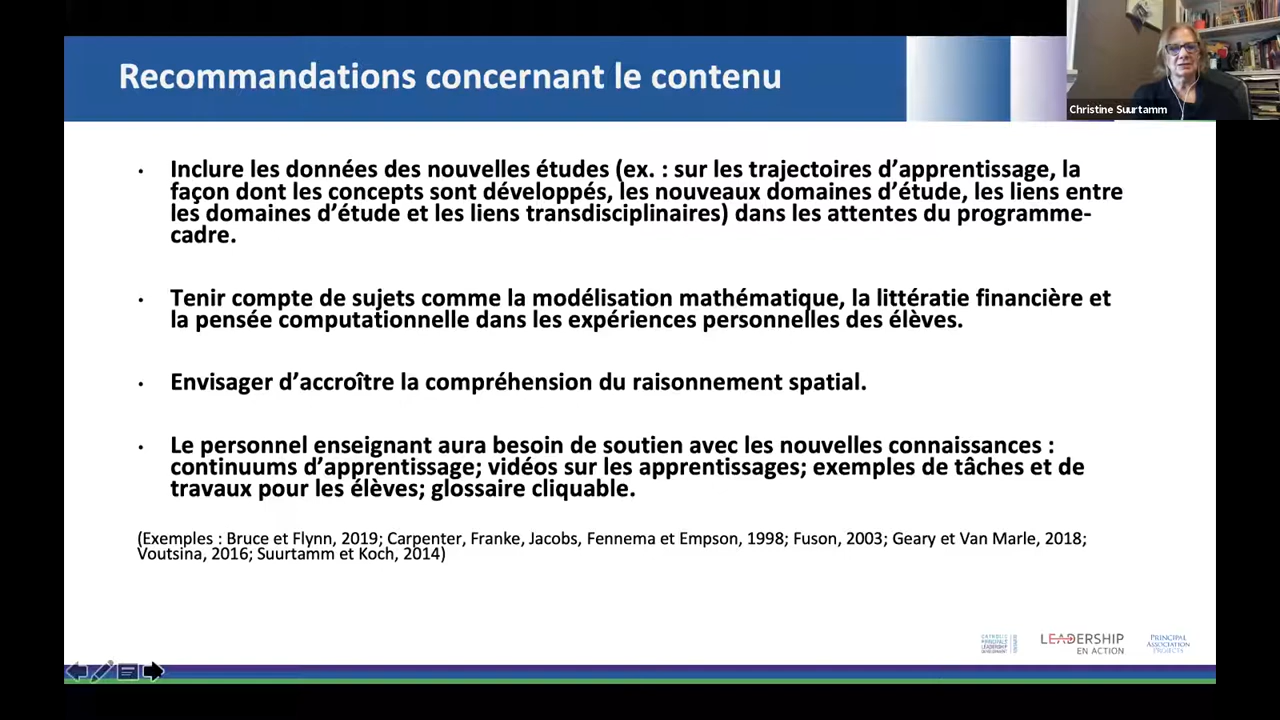 Recommandations concernant le contenu
Christine Suurtamm
• Inclure les données des nouvelles études (ex. : sur les trajectoires d’apprentissage, la
façon dont les concepts sont développés, les nouveaux domaines d’étude, les liens entre
les domaines d’étude et les liens transdisciplinaires) dans les attentes du programme-
cadre.
• Tenir compte de sujets comme la modélisation mathématique, la littératie financière et
la pensée computationnelle dans les expériences personnelles des élèves.
• Envisager d’accroître la compréhension du raisonnement spatial.
• Le personnel enseignant aura besoin de soutien avec les nouvelles connaissances :
continuums d’apprentissage; vidéos sur les apprentissages; exemples de tâches et de
travaux pour les élèves; glossaire cliquable.
(Exemples : Bruce et Flynn, 2019; Carpenter, Franke, Jacobs, Fennema et Empson, 1998; Fuson, 2003; Geary et Van Marle, 2018;
Voutsina, 2016; Suurtamm et Koch, 2014)
LEADERSHIP
EN ACTION
PRINCIPAL
ASSOCIATION
PROJECTS